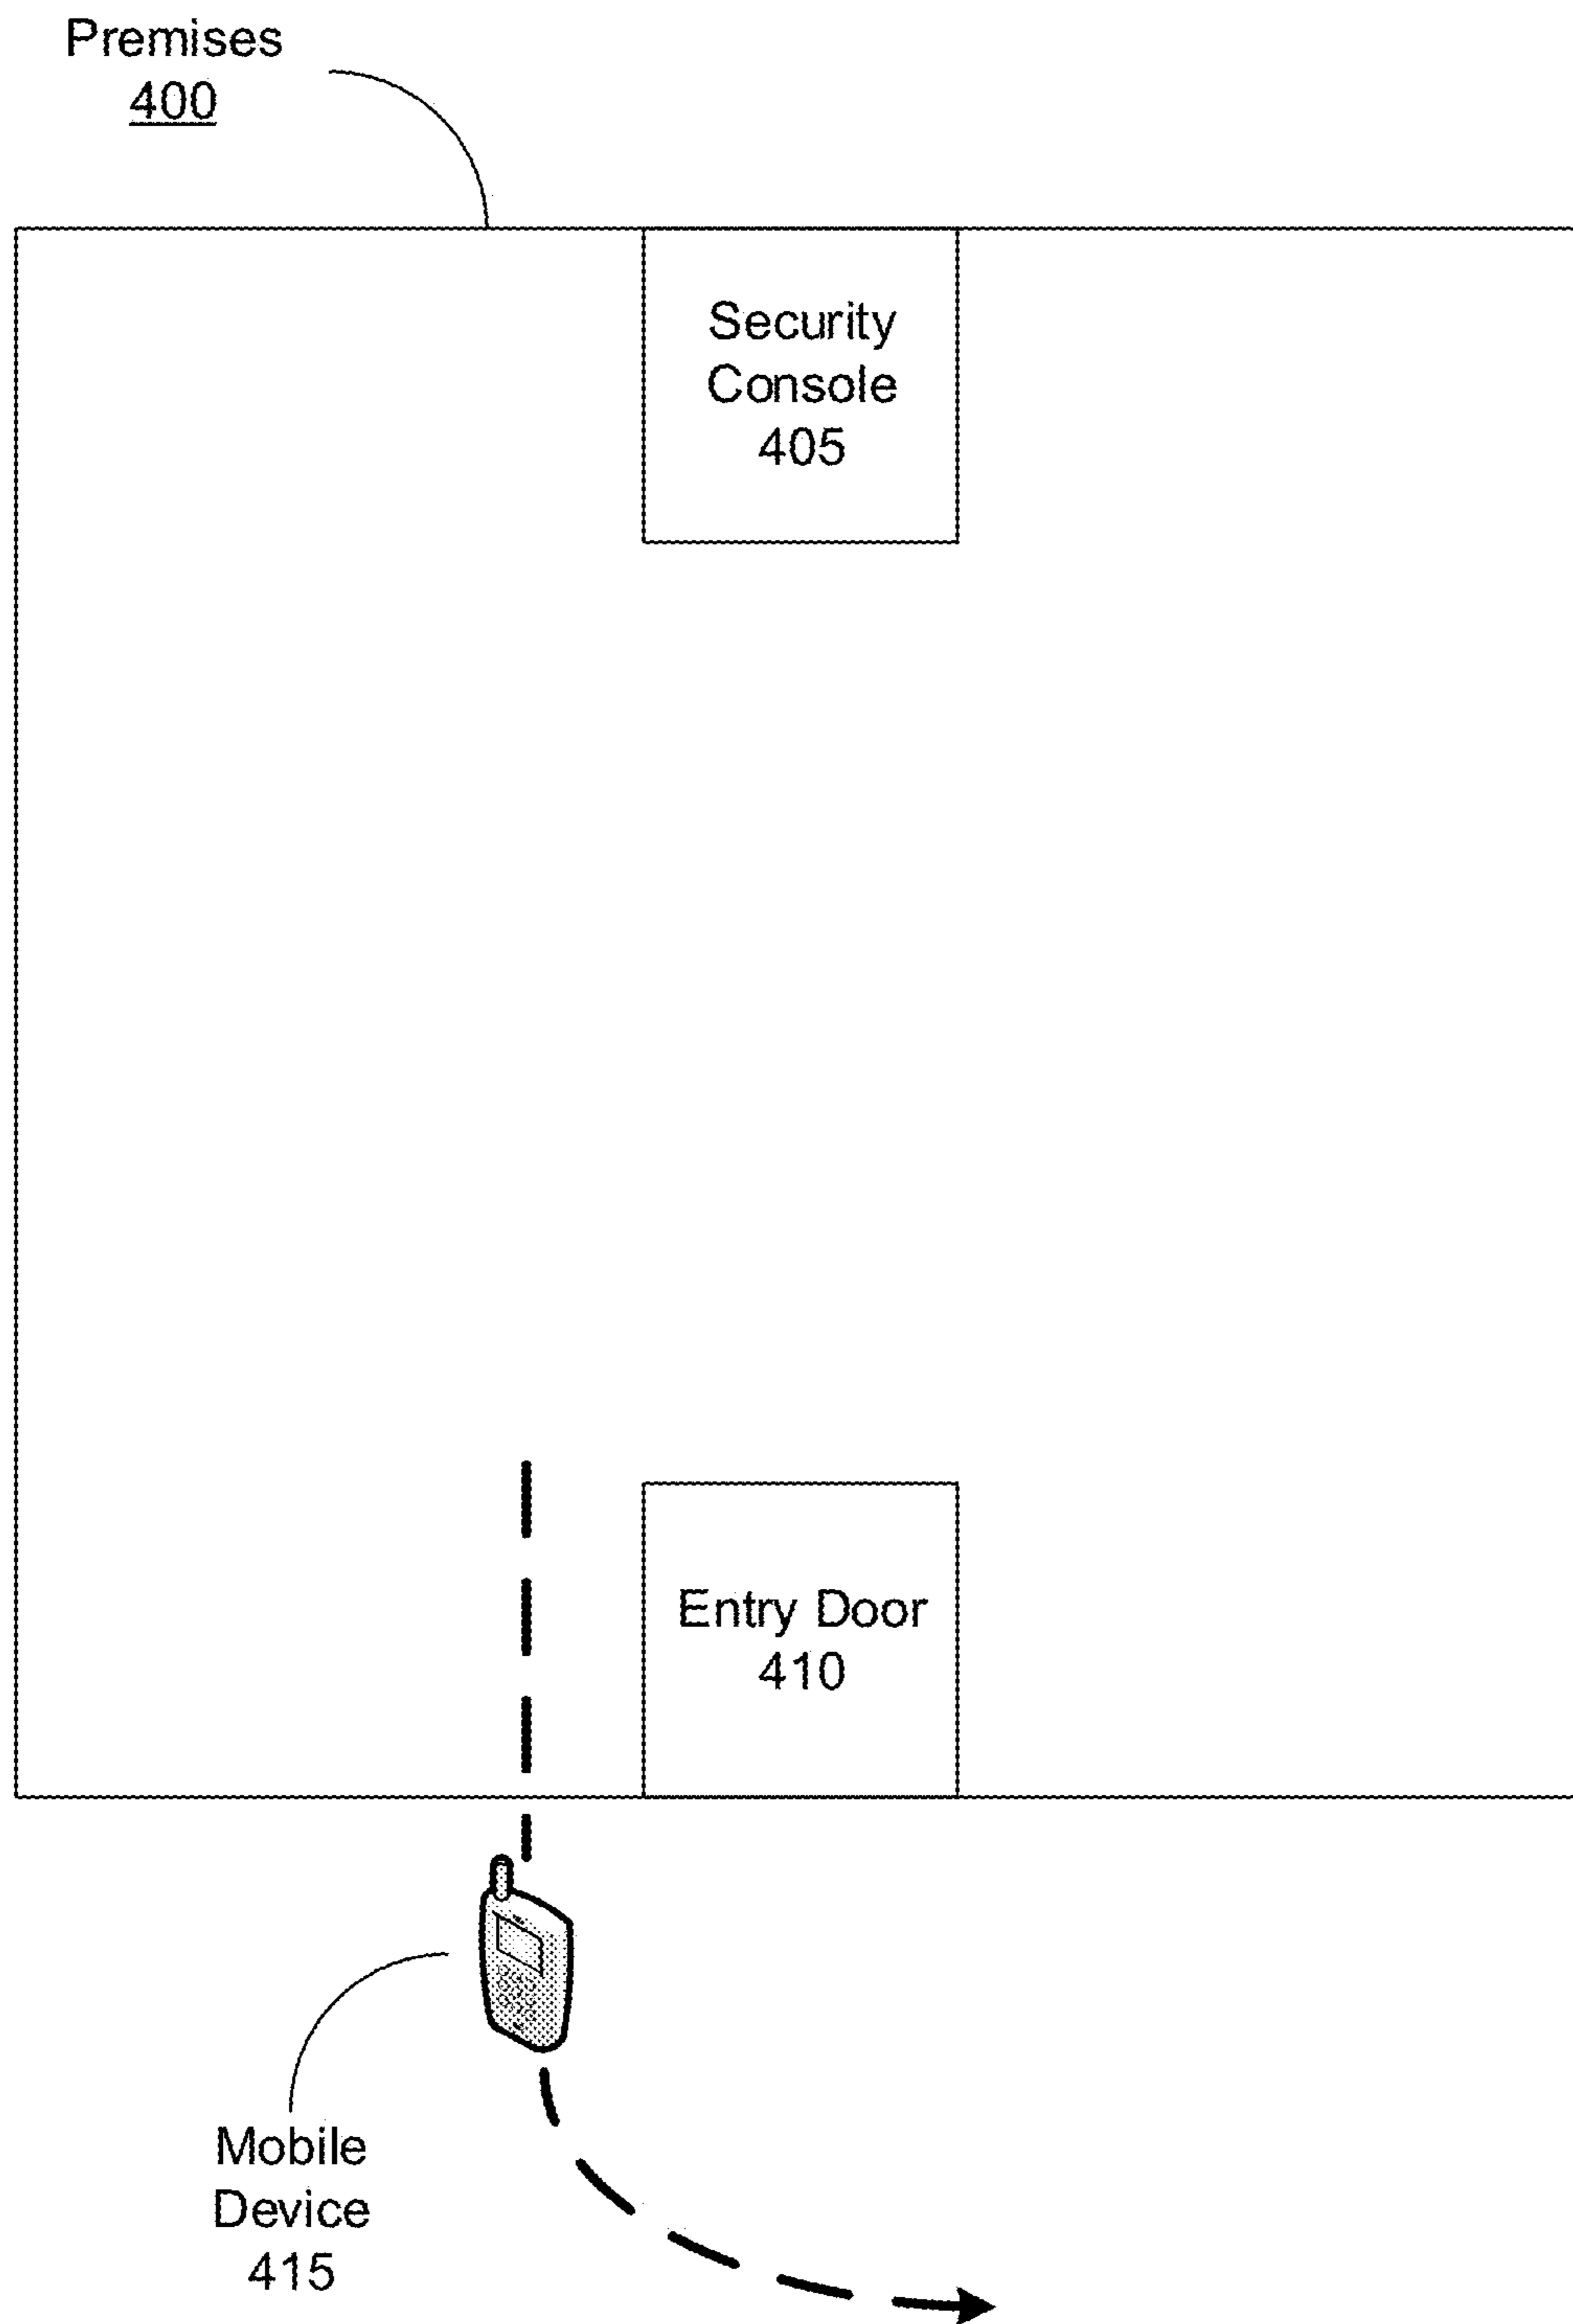 Premises
400
Security
Console
405
Entry Door
410
Mobile
Device
415